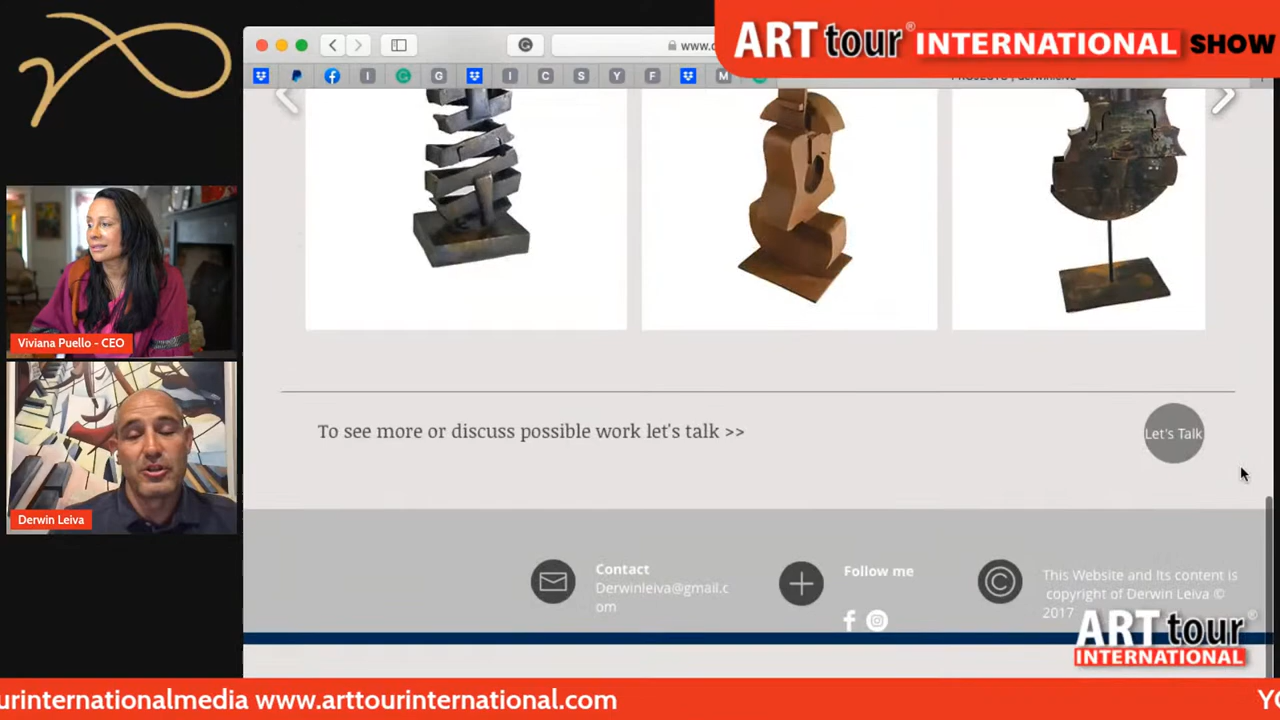 ART tour® INTERNATIONAL SHOW
www.
I
G
I
C
S
Y
F
M
Viviana Puello - CEO
Derwin Leiva
To see more or discuss possible work let's talk >>
Let's Talk
Contact
Derwinleiva@gmail.c
om
Follow me
This Website and Its content is
copyright of Derwin Leiva ©
2017
ART tour®
INTERNATIONAL
urinternationalmedia www.arttourinternational.com